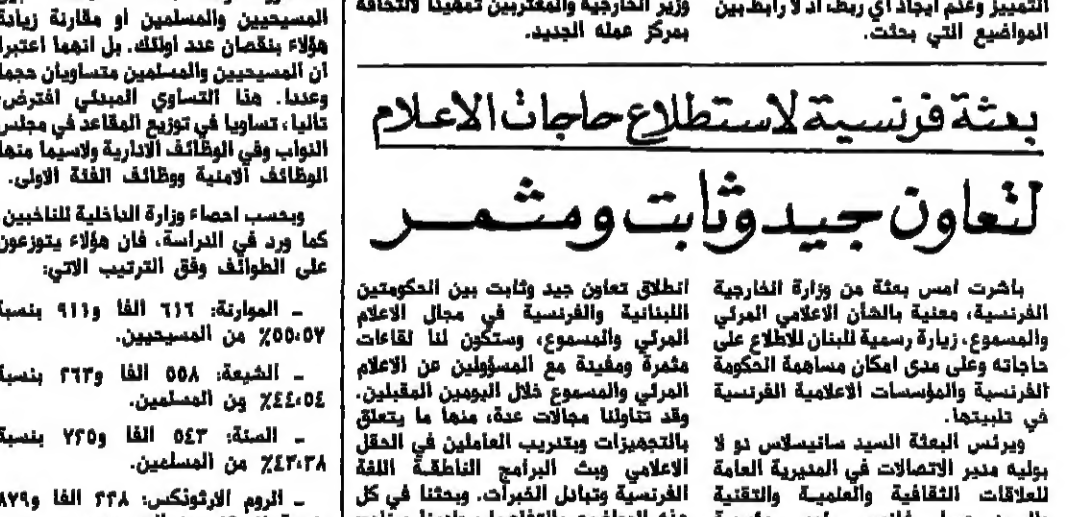 التمييز وعدم ايجاد اي ربط، اذ لا رابط بين
المواضيع التي بحثت.
وزير الخارجية والمغتربين تمهيدا لالتحاقه
بمركز عمله الجديد.
بعثة فرنسية لاستطلاع حاجات الاعلام
لتعاون جيد وثابت ومثمر
باشرت امس بعثة من وزارة الخارجية
الفرنسية، معنية بالشأن الاعلامي المرئي
والمسموع، زيارة رسمية للبنان للاطلاع على
حاجاته وعلى مدى امكان مساهمة الحكومة
الفرنسية والمؤسسات الاعلامية الفرنسية
في تلبيتها.
ويرئس البعثة السيد سانيسلاس نو لا
بوليه مدير الاتصالات في المديرية العامة
للعلاقات الثقافية والعلمية والتقنية
انطلاق تعاون جيد وثابت بين الحكومتين
اللبنانية والفرنسية في مجال الاعلام
المرئي والمسموع، وستكون لنا لقاءات
مثمرة ومفيدة مع المسؤولين عن الاعلام
المرئي والمسموع خلال اليومين المقبلين.
وقد تناولنا مجالات عدة، منها ما يتعلق
بالتجهيزات وبتدريب العاملين في الحقل
الاعلامي وبث البرامج الناطقة اللغة
الفرنسية وتبادل الخبرات. وبحثنا في كل
المسيحيين والمسلمين او مقارنة زيادة
هؤلاء بنقصان عند اولئك. بل انهما اعتبرا
ان المسيحيين والمسلمين متساويان حجما
وعددا. هذا التساوي المبدئي افترض،
تاليا، تساويا في توزيع المقاعد في مجلس
النواب وفي الوظائف الادارية ولاسيما منها
الوظائف الامنية ووظائف الفئة الاولى.
وبحسب احصاء وزارة الداخلية للناخبين
كما ورد في الدراسة، فان هؤلاء يتوزعون
على الطوائف وفق الترتيب الاتي:
ـ الموارنة: ٦١٦ الفا و٩١١ بنسبة
٥٥،٥٧٪ من المسيحيين.
ـ الشيعة: ٥٥٨ الفا و٢٦٣ بنسبة
٤٤،٥٤٪ من المسلمين.
ـ السنة: ٥٤٣ الفا و٧٣٥ بنسبة
٤٣،٣٨٪ من المسلمين.
ـ الروم الارثوذكس: ٢٣٨ الفا و٨٧٩